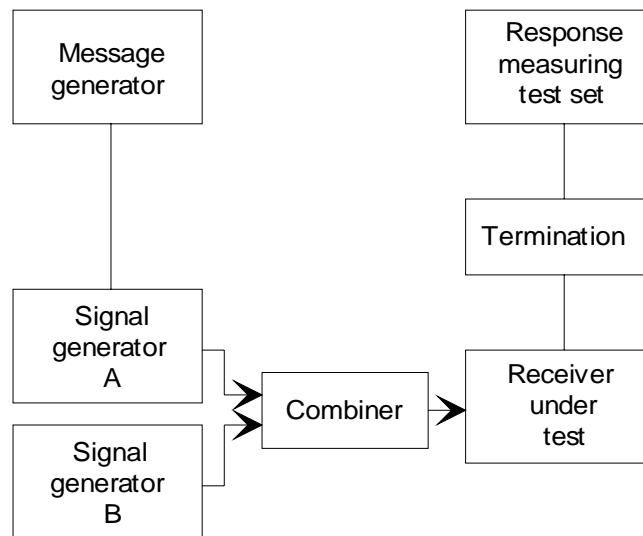 Message
generator
Response
measuring
test set
Termination
Signal
generator
A
Combiner
Receiver
under
test
Signal
generator
B